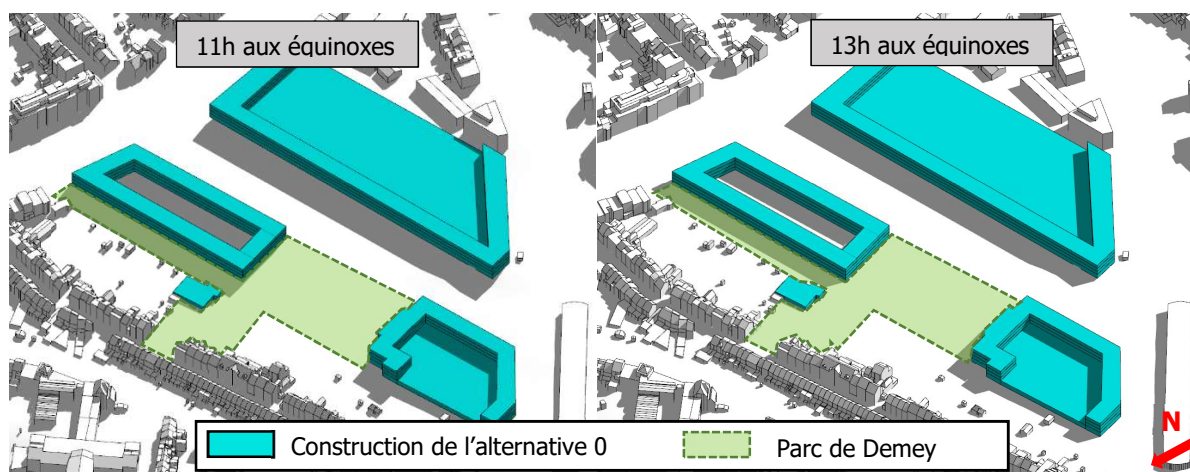 11h aux équinoxes
13h aux équinoxes
Construction de l'alternative 0
Parc de Demey
N